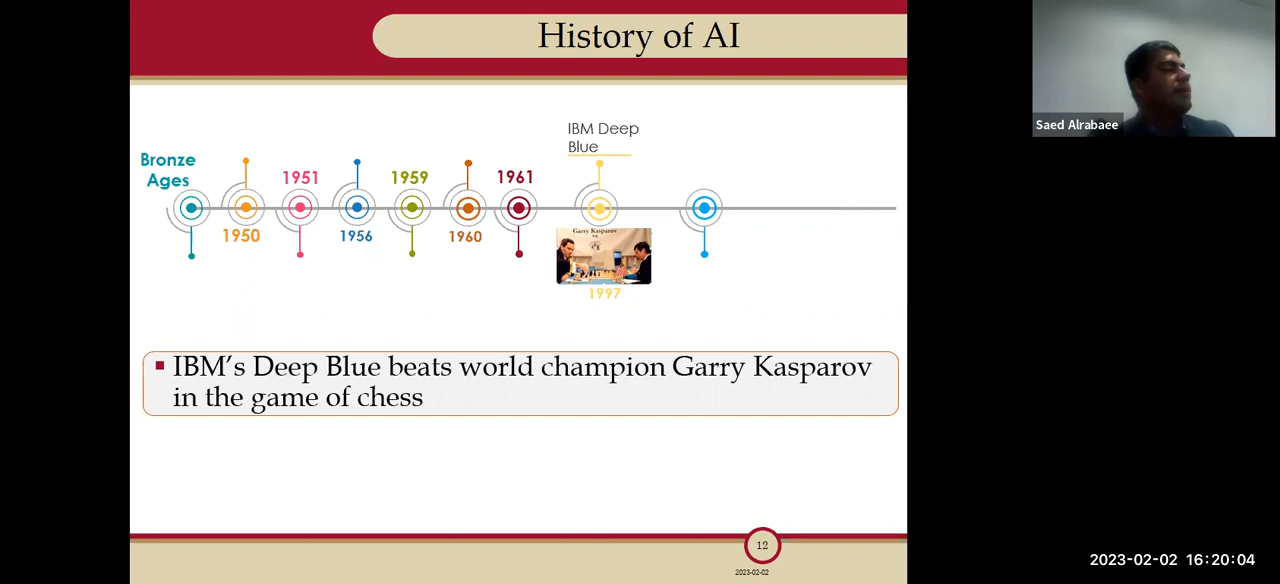 History of AI
Saed Alrabaee
IBM Deep
Blue
Bronze
Ages
1951
1959
1961
1950
1956
1960
Garry Kasparov
vs
1997
▪ IBM’s Deep Blue beats world champion Garry Kasparov
in the game of chess
12
2023-02-02
2023-02-02 16:20:04